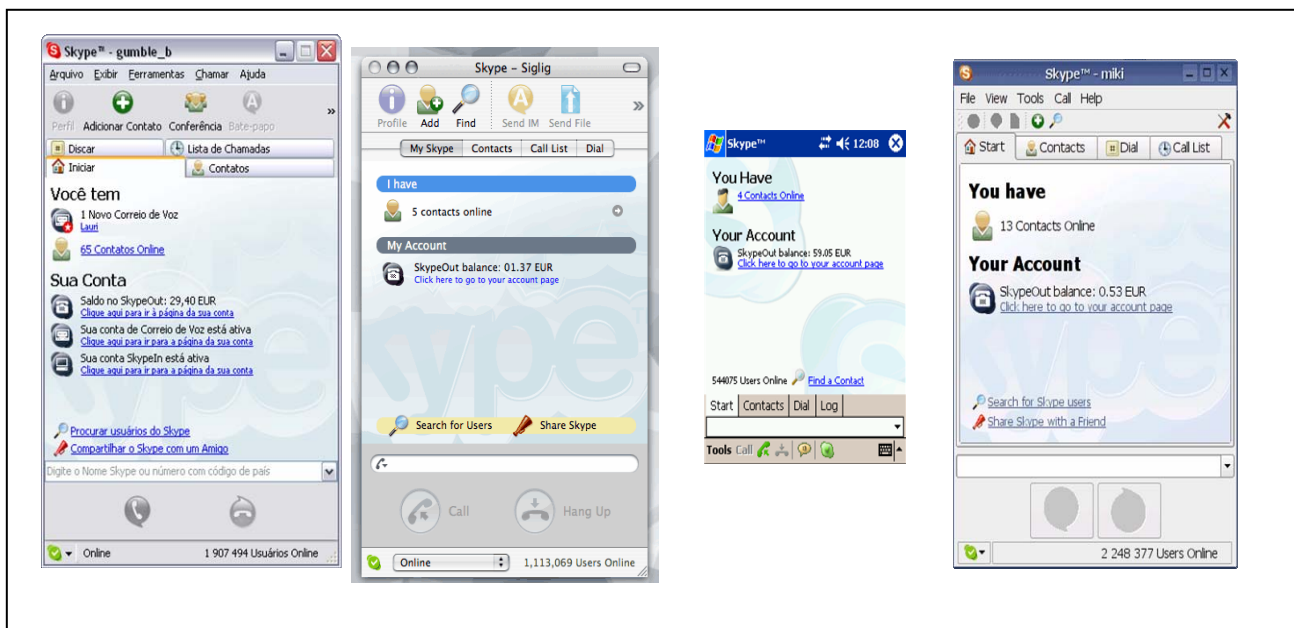 Skype™ - gumble_b
Arquivo Exibir Ferramentas Chamar Ajuda
Perfil Adicionar Contato Conferência Bate-papo »
Discar Lista de Chamadas
Iniciar Contatos
Você tem
1 Novo Correio de Voz
Lauri
65 Contatos Online
Sua Conta
Saldo no SkypeOut: 29,40 EUR
Clique aqui para ir à página da sua conta
Sua conta de Correio de Voz está ativa
Clique aqui para ir para a página da sua conta
Sua conta SkypeIn está ativa
Clique aqui para ir para a página da sua conta
Procurar usuários do Skype
Compartilhar o Skype com um Amigo
Digite o Nome Skype ou número com código de país
Online 1 907 494 Usuários Online
Skype – Siglig
Profile Add Find Send IM Send File »
My Skype Contacts Call List Dial
I have
5 contacts online
My Account
SkypeOut balance: 01.37 EUR
Click here to go to your account page
Search for Users Share Skype
Call Hang Up
Online 1,113,069 Users Online
Skype™ 12:08
You Have
4 Contacts Online
Your Account
SkypeOut balance: 59.05 EUR
Click here to go to your account page
544075 Users Online Find a Contact
Start Contacts Dial Log
Tools Call
Skype™ - miki
File View Tools Call Help
Start Contacts Dial Call List
You have
13 Contacts Online
Your Account
SkypeOut balance: 0.53 EUR
Click here to go to your account page
Search for Skype users
Share Skype with a Friend
2 248 377 Users Online